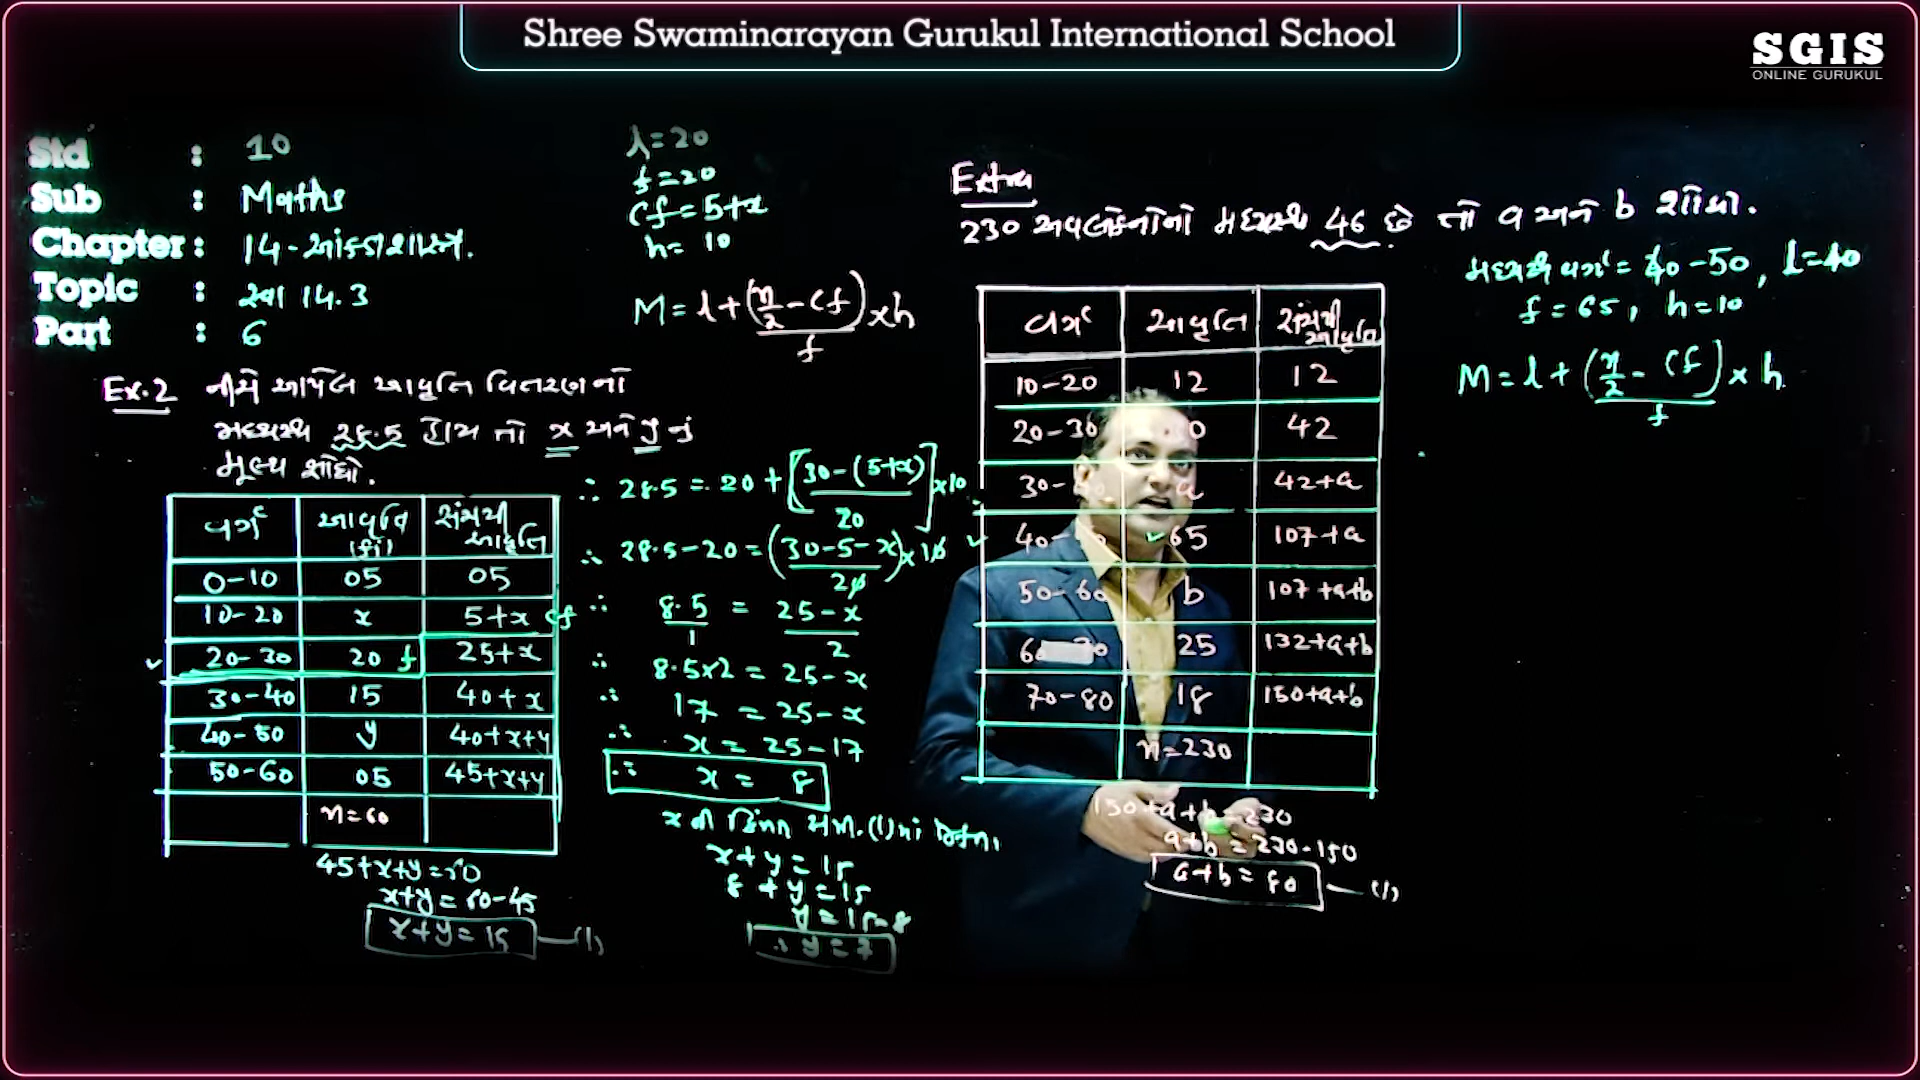 Shree Swaminarayan Gurukul International School
SGIS
ONLINE GURUKUL
Std : 10
Sub : Maths
Chapter : 14-આંકડાશાસ્ત્ર.
Topic : સ્વા 14.3
Part : 6
l=20
f=20
cf=5+x
h=10
M=l+(n/2-cf)/f×h
Ex.2 નીચે આપેલ આવૃત્તિ વિતરણનો
મધ્યસ્થ 28.5 હોય તો x અને y નું
મૂલ્ય શોધો.
વર્ગ આવૃત્તિ (fi) સંચયી આવૃત્તિ
0-10 05 05
10-20 x 5+x cf
✓ 20-30 20 f 25+x
30-40 15 40+x
40-50 y 40+x+y
50-60 05 45+x+y
n=60
45+x+y=60
x+y=60-45
x+y=15 —(1)
∴ 28.5=20+[30-(5+x)/20]×10
∴ 28.5-20=(30-5-x/20)×10
∴ 8.5/1=25-x/2
∴ 8.5×2=25-x
∴ 17=25-x
∴ x=25-17
∴ x=8
x ની કિંમત સમી.(1)માં
x+y=15
8+y=15
y=15-8
∴ y=7
Extra
230 અવલોકનોનો મધ્યસ્થ 46 છે તો a અને b શોધો.
વર્ગ આવૃત્તિ સંચયી આવૃત્તિ
10-20 12 12
20-30 0 42
30- a 42+a
✓ 40- ✓65 107+a
50-60 b 107+a+b
60-70 25 132+a+b
70-80 18 150+a+b
n=230
150+a+b=230
a+b=230-150
a+b=80 —(1)
મધ્યસ્થ વર્ગ=40-50, l=40
f=65, h=10
M=l+(n/2-cf)/f×h